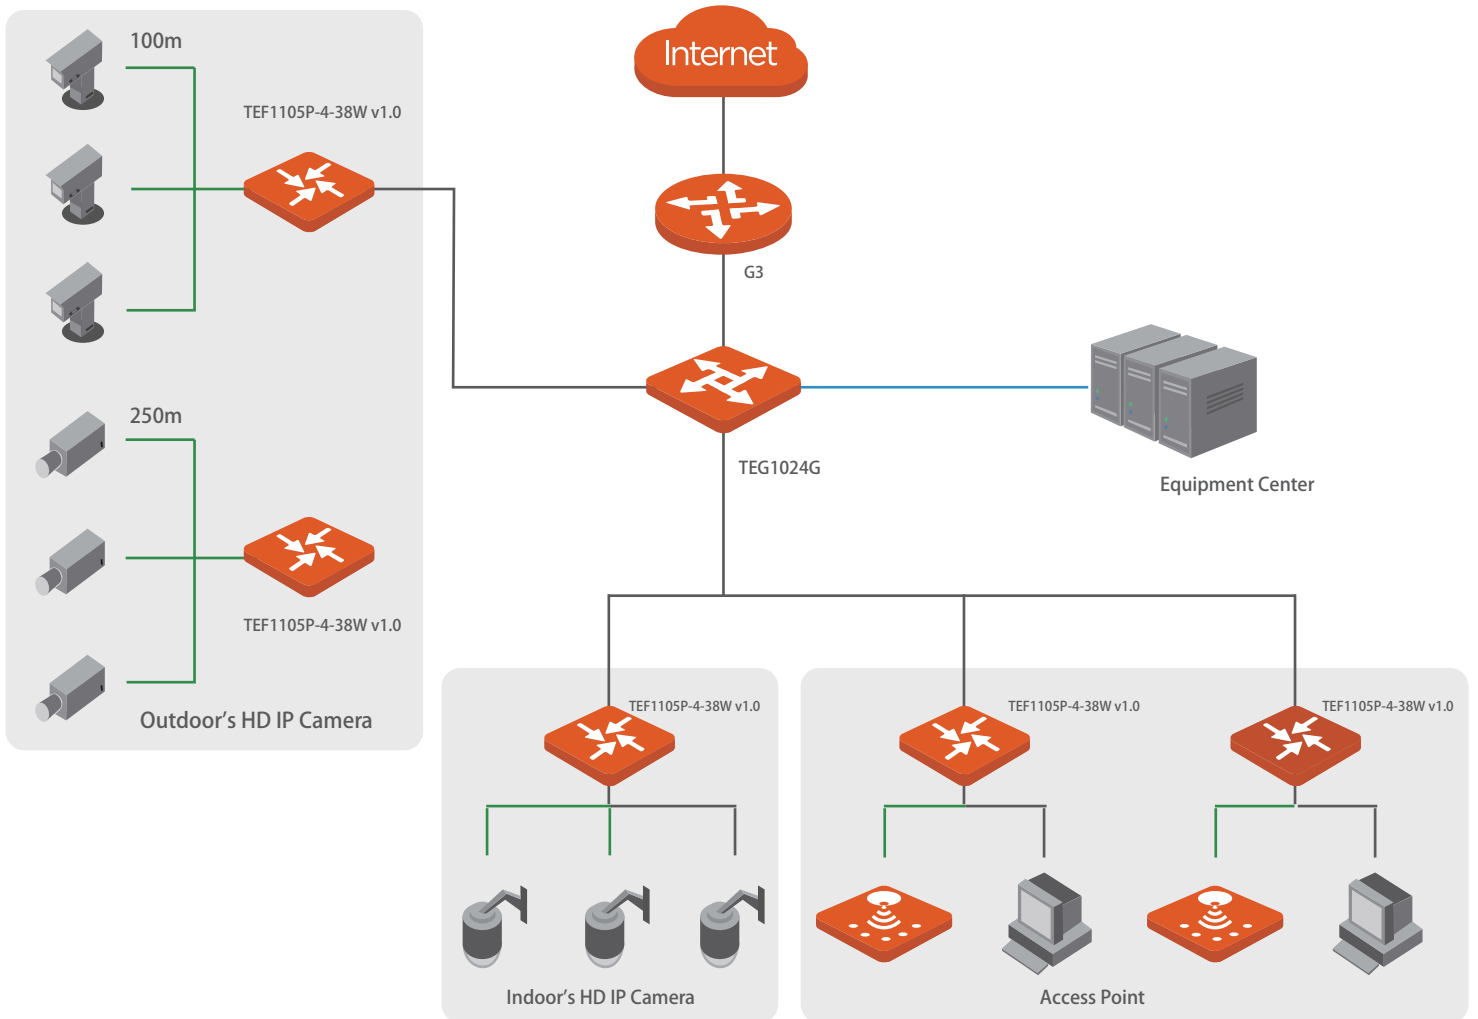 100m
Internet
TEF1105P-4-38W v1.0
G3
250m
TEG1024G
Equipment Center
TEF1105P-4-38W v1.0
Outdoor’s HD IP Camera
TEF1105P-4-38W v1.0
TEF1105P-4-38W v1.0
TEF1105P-4-38W v1.0
Indoor’s HD IP Camera
Access Point